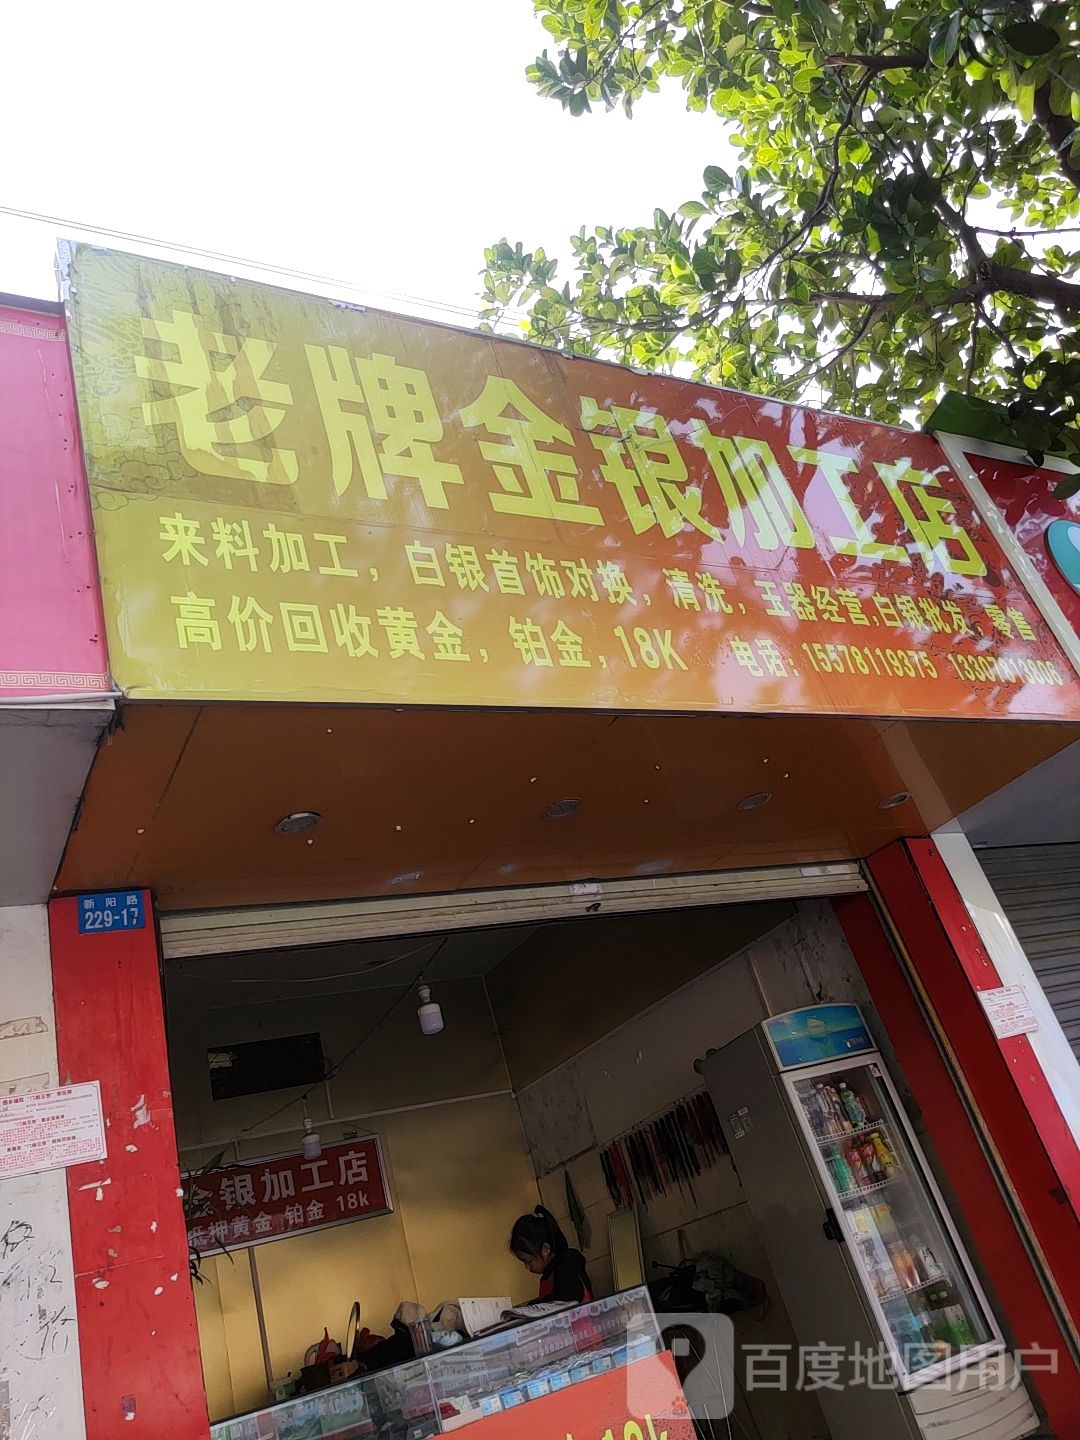 老牌金银加工店
来料加工，白银首饰对换，清洗，玉器经营,白银批发，零售
高价回收黄金，铂金，18K 电话：15578119375
新阳路
229-17
金银加工店
抵押黄金 铂金 18k
18k
百度地图用户